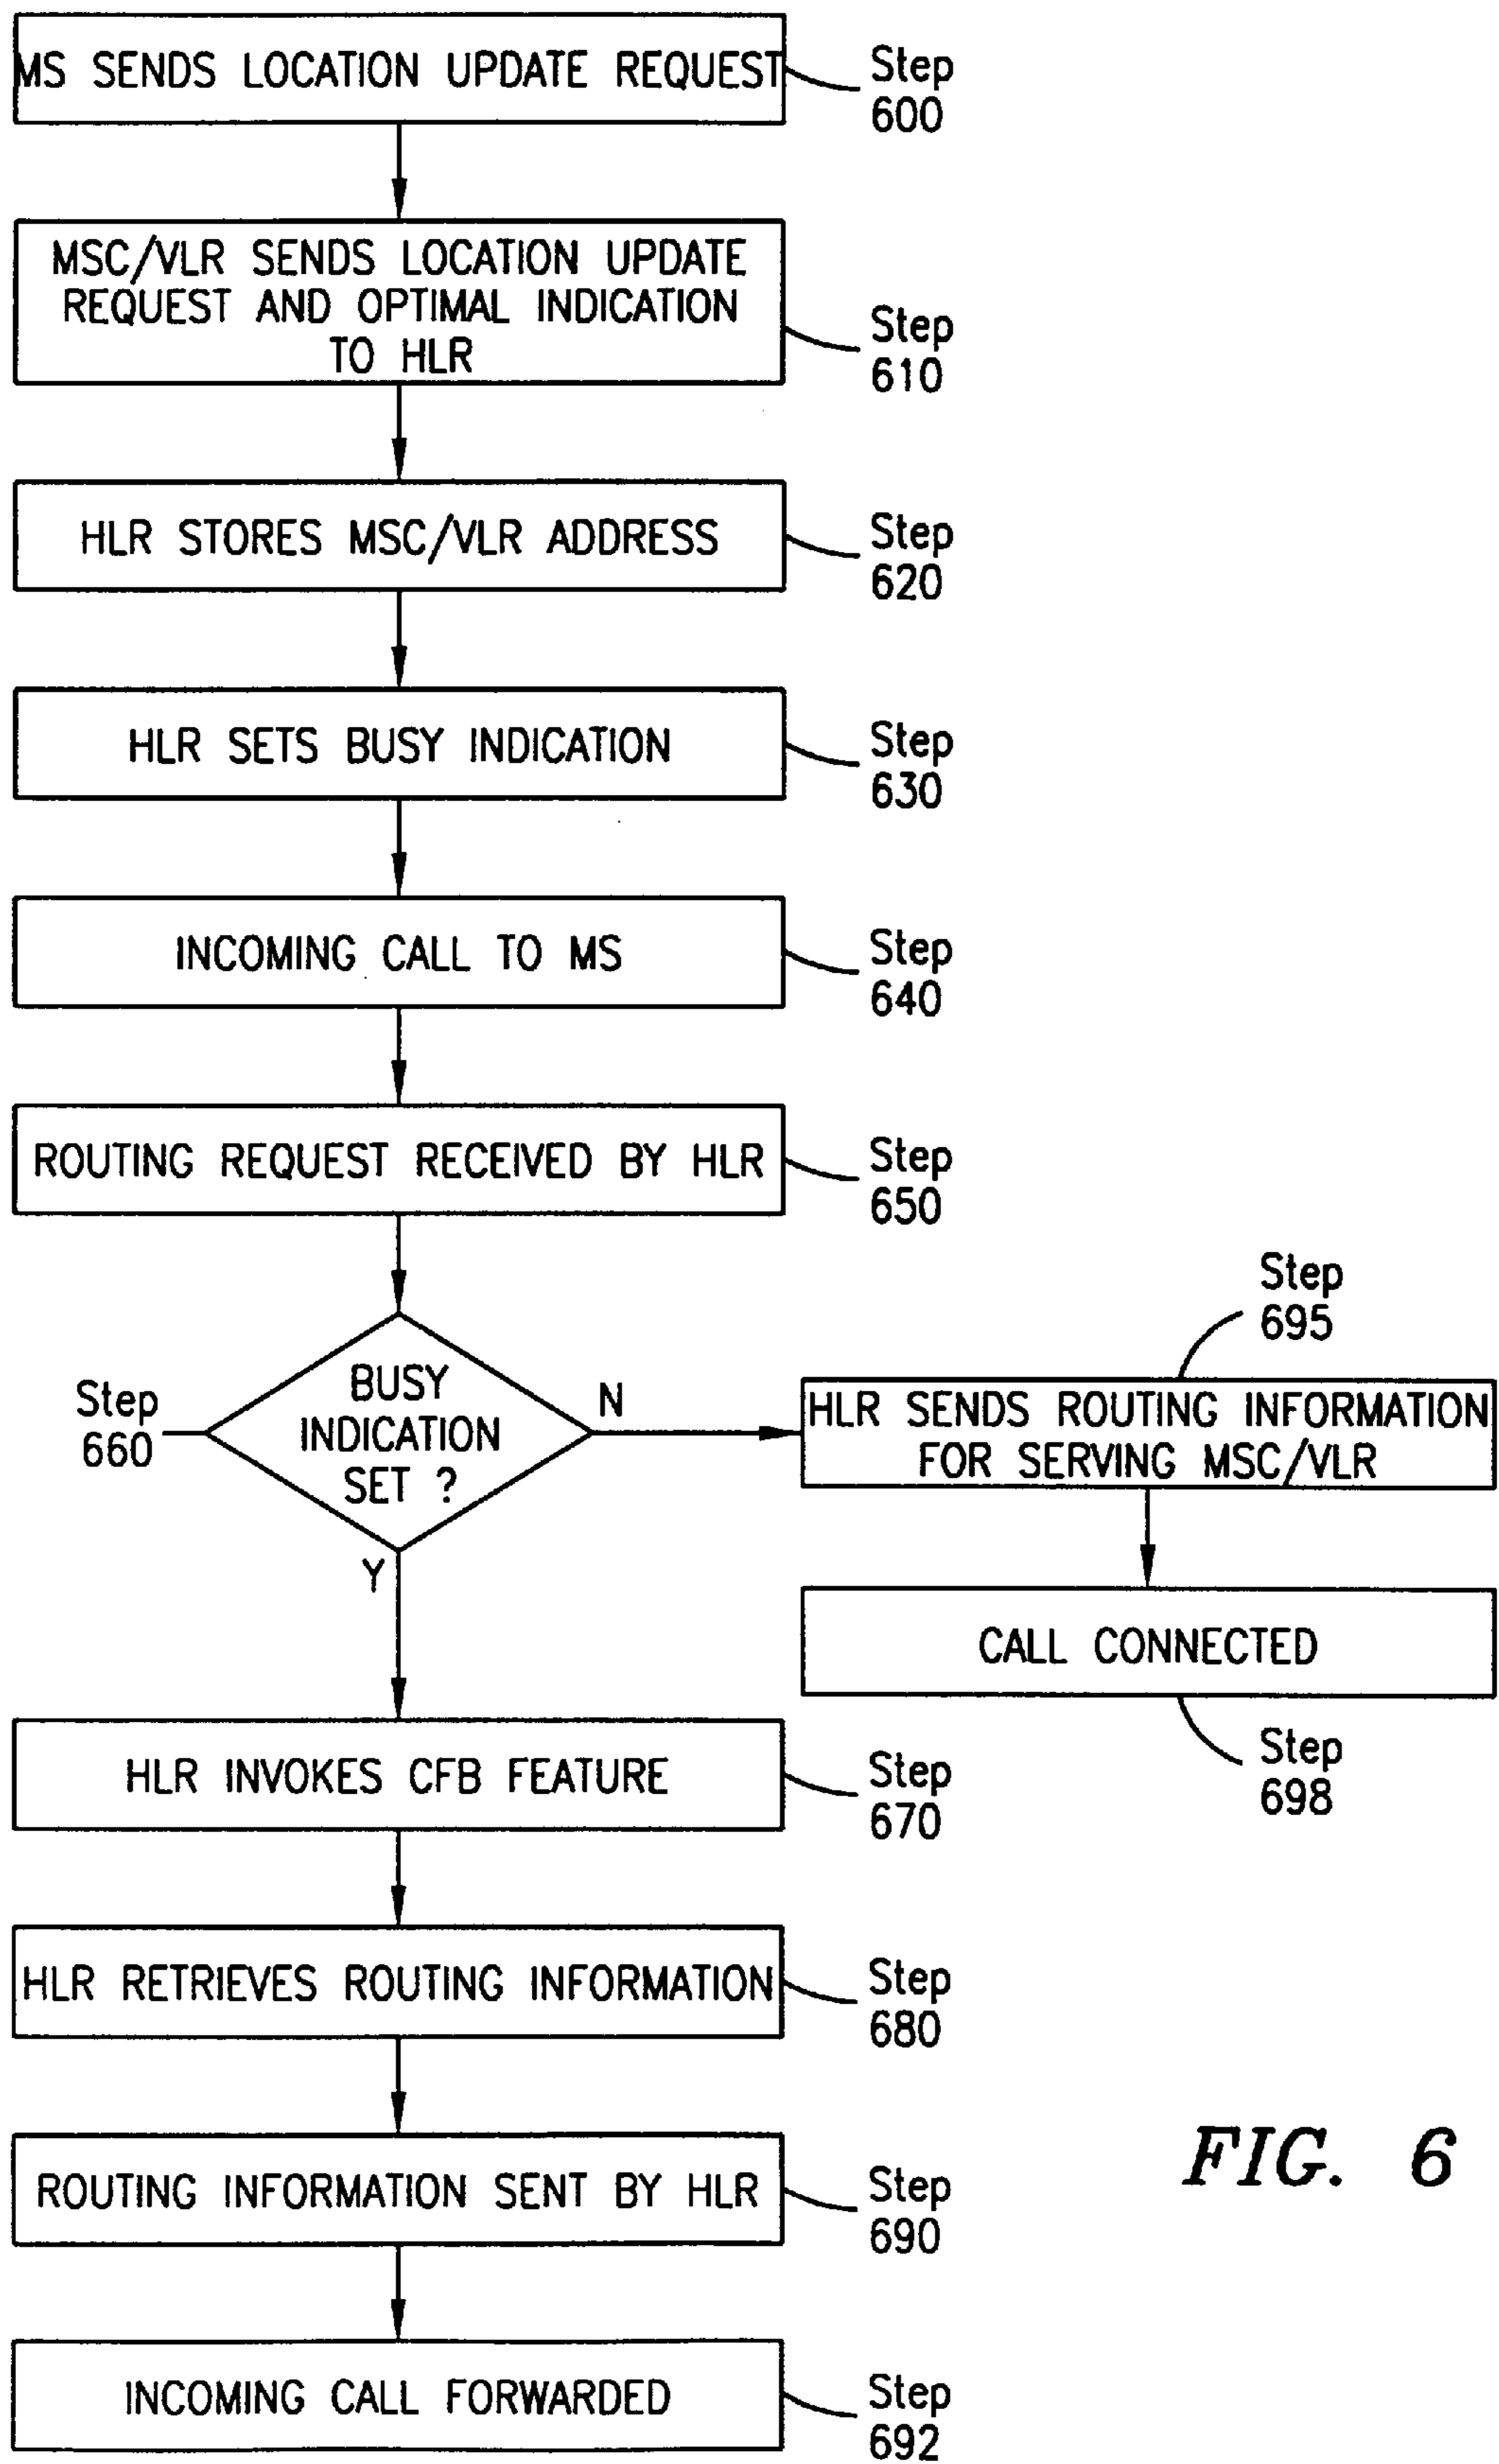 MS SENDS LOCATION UPDATE REQUEST
Step
600
MSC/VLR SENDS LOCATION UPDATE
REQUEST AND OPTIMAL INDICATION
TO HLR
Step
610
HLR STORES MSC/VLR ADDRESS
Step
620
HLR SETS BUSY INDICATION
Step
630
INCOMING CALL TO MS
Step
640
ROUTING REQUEST RECEIVED BY HLR
Step
650
Step
660
BUSY
INDICATION
SET ?
N
Y
Step
695
HLR SENDS ROUTING INFORMATION
FOR SERVING MSC/VLR
CALL CONNECTED
Step
698
HLR INVOKES CFB FEATURE
Step
670
HLR RETRIEVES ROUTING INFORMATION
Step
680
ROUTING INFORMATION SENT BY HLR
Step
690
INCOMING CALL FORWARDED
Step
692
FIG. 6